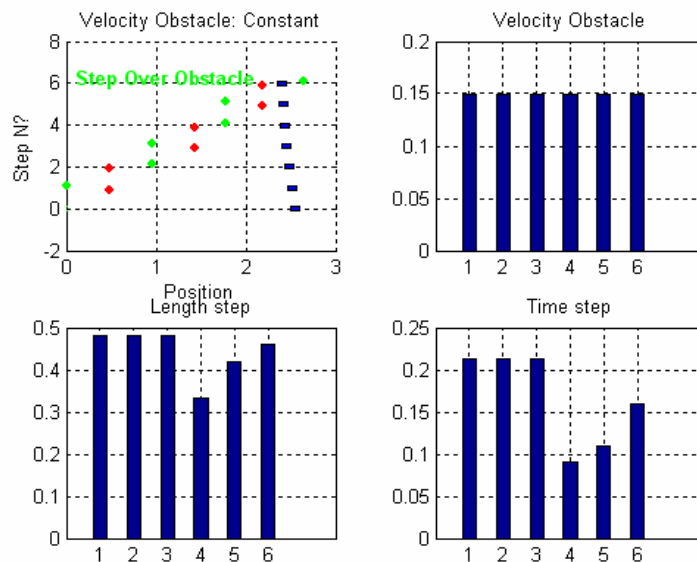 Velocity Obstacle: Constant
8
6
4
2
0
-2
Step N?
Step Over Obstacle
0 1 2 3
Position
Velocity Obstacle
0.2
0.15
0.1
0.05
0
1 2 3 4 5 6
Length step
0.5
0.4
0.3
0.2
0.1
0
1 2 3 4 5 6
Time step
0.25
0.2
0.15
0.1
0.05
0
1 2 3 4 5 6